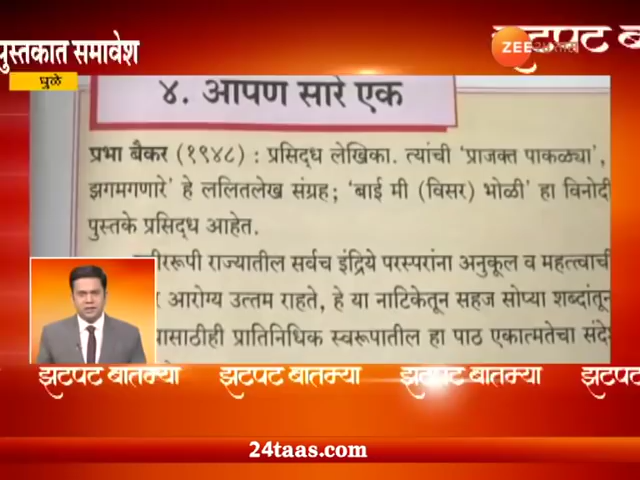 पुस्तकात समावेश
झटपट बा
ZEE २४ तास
धुळे
४. आपण सारे एक
प्रभा बैकर (१९४८) : प्रसिद्ध लेखिका. त्यांची 'प्राजक्त पाकळ्या',
झगमगणारे' हे ललितलेख संग्रह; 'बाई मी (विसर) भोळी' हा विनोदी
पुस्तके प्रसिद्ध आहेत.
राज्यातील सर्वच इंद्रिये परस्परांना अनुकूल व महत्त्वाची
आरोग्य उत्तम राहते, हे या नाटिकेतून सहज सोप्या शब्दांतून
प्रातिनिधिक स्वरूपातील हा पाठ एकात्मतेचा
झटपट बातम्या झटपट बातम्या झटपट बातम्या झटपट
24taas.com